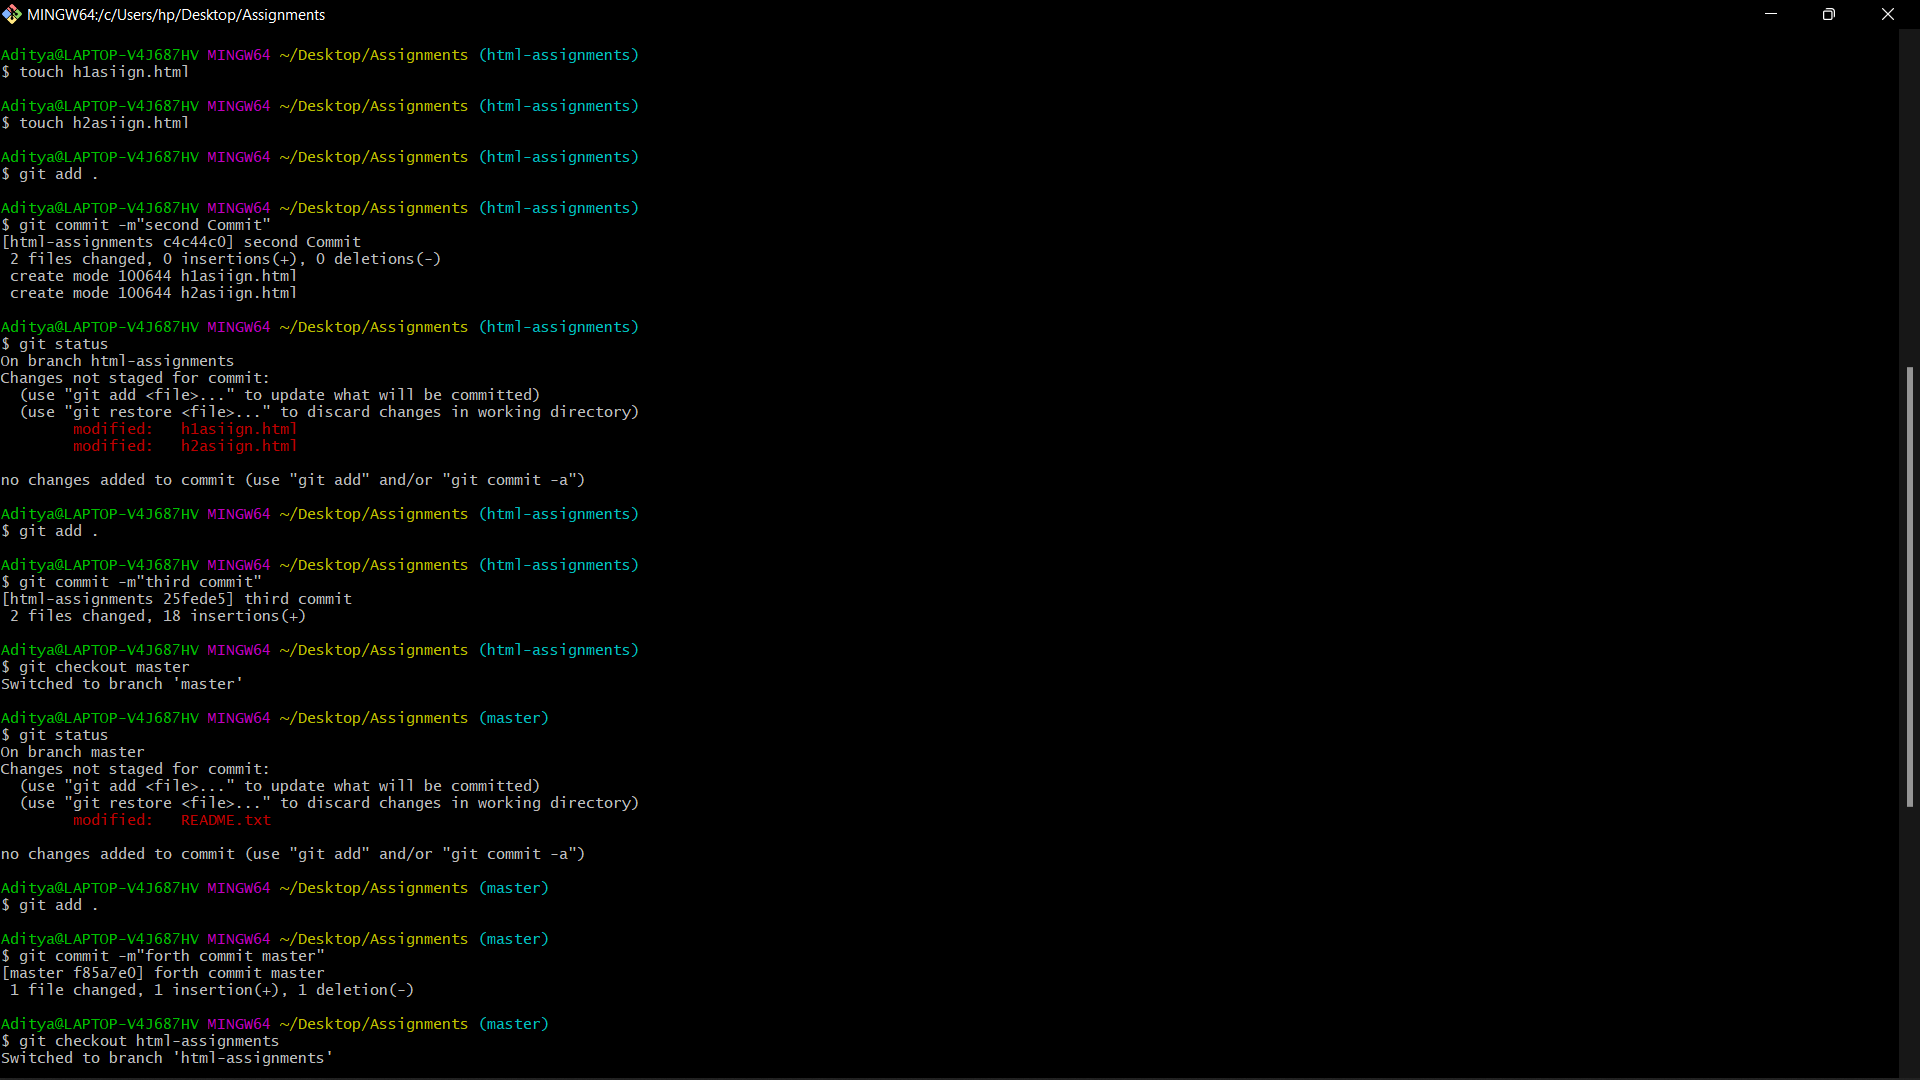 MINGW64:/c/Users/hp/Desktop/Assignments
Aditya@LAPTOP-V4J687HV MINGW64 ~/Desktop/Assignments (html-assignments)
$ touch h1asiign.html
Aditya@LAPTOP-V4J687HV MINGW64 ~/Desktop/Assignments (html-assignments)
$ touch h2asiign.html
Aditya@LAPTOP-V4J687HV MINGW64 ~/Desktop/Assignments (html-assignments)
$ git add .
Aditya@LAPTOP-V4J687HV MINGW64 ~/Desktop/Assignments (html-assignments)
$ git commit -m"second Commit"
[html-assignments c4c44c0] second Commit
 2 files changed, 0 insertions(+), 0 deletions(-)
 create mode 100644 h1asiign.html
 create mode 100644 h2asiign.html
Aditya@LAPTOP-V4J687HV MINGW64 ~/Desktop/Assignments (html-assignments)
$ git status
On branch html-assignments
Changes not staged for commit:
  (use "git add <file>..." to update what will be committed)
  (use "git restore <file>..." to discard changes in working directory)
        modified:   h1asiign.html
        modified:   h2asiign.html
no changes added to commit (use "git add" and/or "git commit -a")
Aditya@LAPTOP-V4J687HV MINGW64 ~/Desktop/Assignments (html-assignments)
$ git add .
Aditya@LAPTOP-V4J687HV MINGW64 ~/Desktop/Assignments (html-assignments)
$ git commit -m"third commit"
[html-assignments 25fede5] third commit
 2 files changed, 18 insertions(+)
Aditya@LAPTOP-V4J687HV MINGW64 ~/Desktop/Assignments (html-assignments)
$ git checkout master
Switched to branch 'master'
Aditya@LAPTOP-V4J687HV MINGW64 ~/Desktop/Assignments (master)
$ git status
On branch master
Changes not staged for commit:
  (use "git add <file>..." to update what will be committed)
  (use "git restore <file>..." to discard changes in working directory)
        modified:   README.txt
no changes added to commit (use "git add" and/or "git commit -a")
Aditya@LAPTOP-V4J687HV MINGW64 ~/Desktop/Assignments (master)
$ git add .
Aditya@LAPTOP-V4J687HV MINGW64 ~/Desktop/Assignments (master)
$ git commit -m"forth commit master"
[master f85a7e0] forth commit master
 1 file changed, 1 insertion(+), 1 deletion(-)
Aditya@LAPTOP-V4J687HV MINGW64 ~/Desktop/Assignments (master)
$ git checkout html-assignments
Switched to branch 'html-assignments'